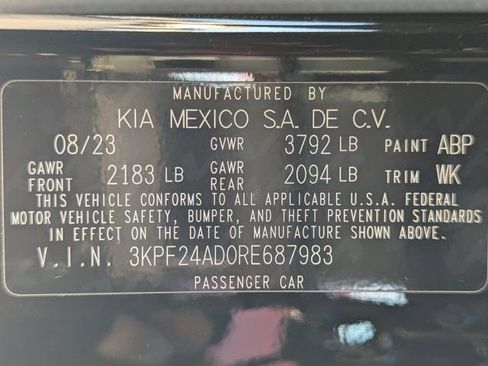 MANUFACTURED BY
KIA MEXICO S.A. DE C.V.
08/23 GVWR 3792 LB PAINT ABP
GAWR FRONT 2183 LB GAWR REAR 2094 LB TRIM WK
THIS VEHICLE CONFORMS TO ALL APPLICABLE U.S.A. FEDERAL
MOTOR VEHICLE SAFETY, BUMPER, AND THEFT PREVENTION STANDARDS
IN EFFECT ON THE DATE OF MANUFACTURE SHOWN ABOVE.
V.I.N. 3KPF24AD0RE687983
PASSENGER CAR